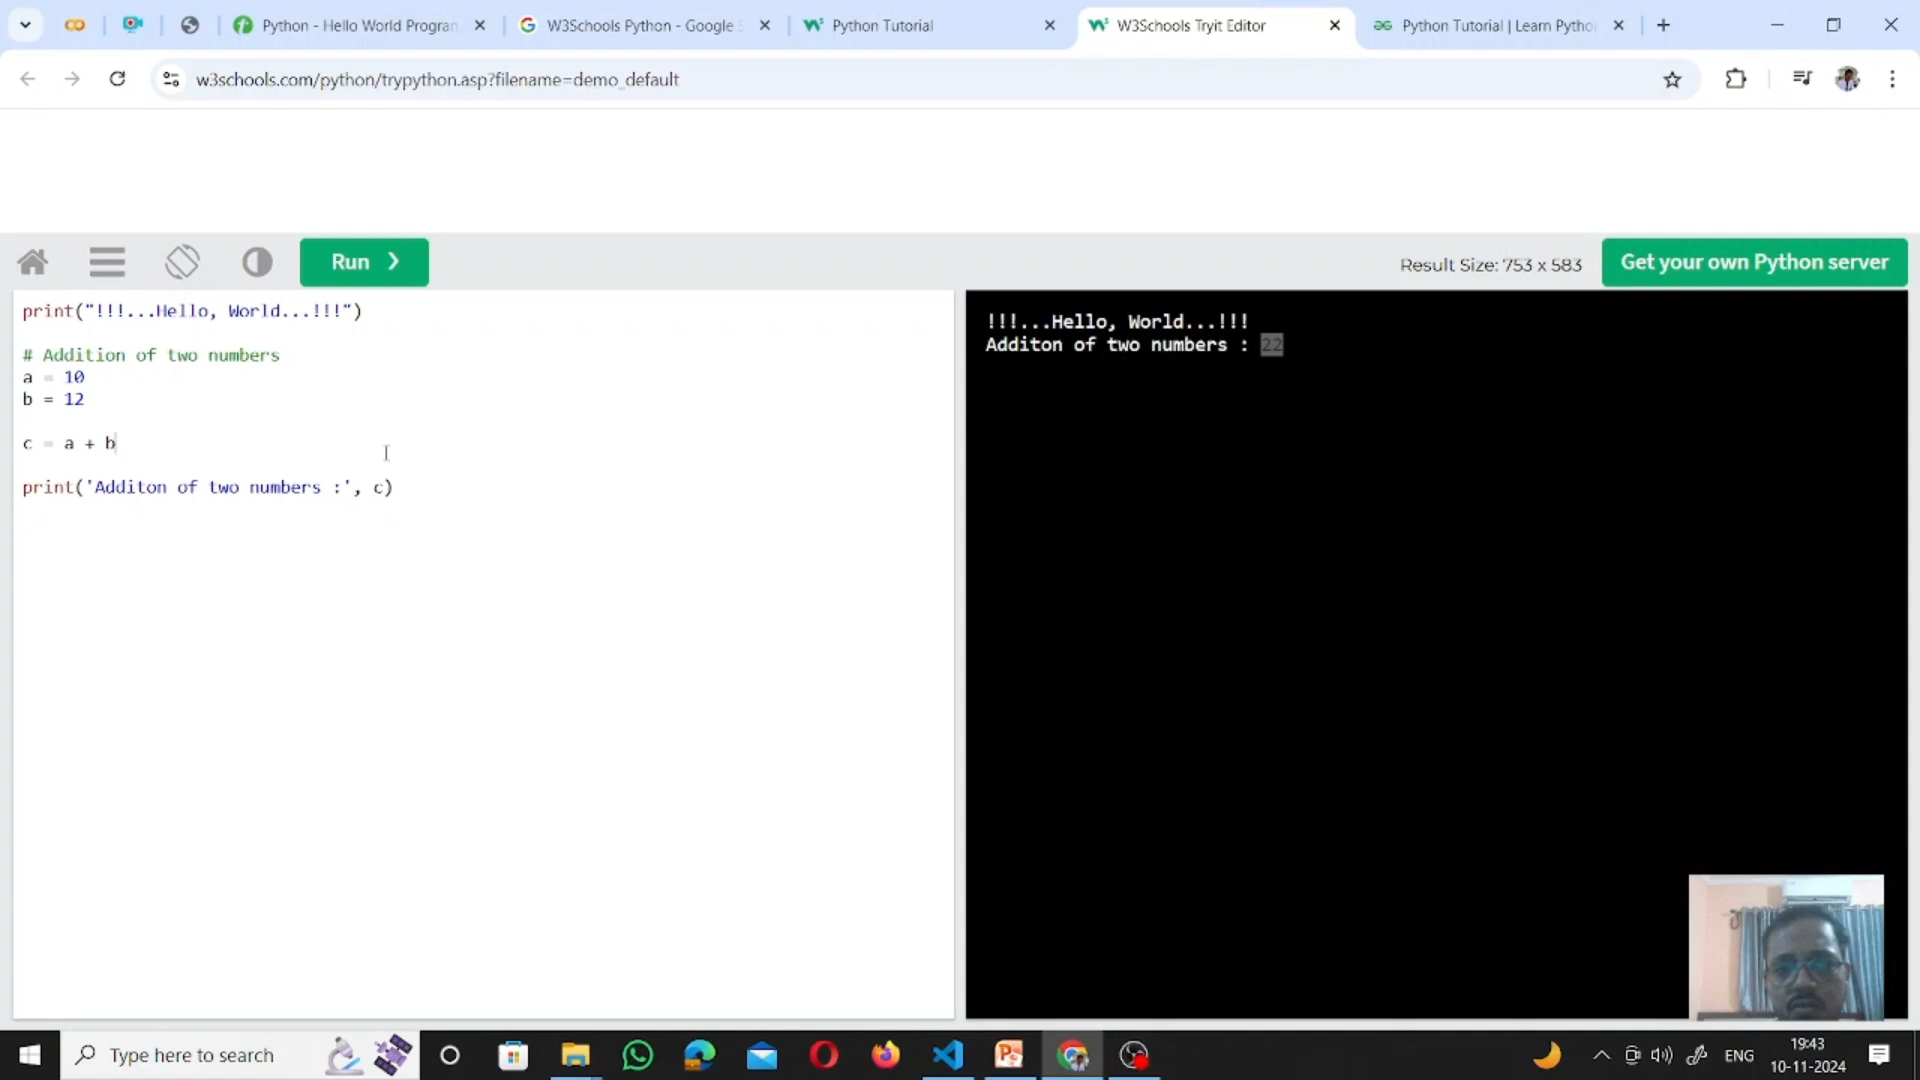 Python - Hello World Progran
W3Schools Python - Google S
Python Tutorial
W3Schools Tryit Editor
Python Tutorial | Learn Pytho
w3schools.com/python/trypython.asp?filename=demo_default
Run
Result Size: 753 x 583
Get your own Python server
print("!!!...Hello, World...!!!")
# Addition of two numbers
a = 10
b = 12
c = a + b
print('Additon of two numbers :', c)
!!!...Hello, World...!!!
Additon of two numbers : 22
Type here to search
ENG
19:43
10-11-2024